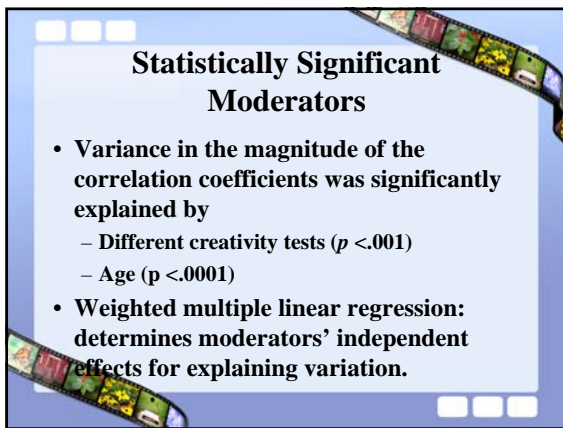 Statistically Significant
Moderators
• Variance in the magnitude of the
correlation coefficients was significantly
explained by
– Different creativity tests (p <.001)
– Age (p <.0001)
• Weighted multiple linear regression:
determines moderators’ independent
effects for explaining variation.